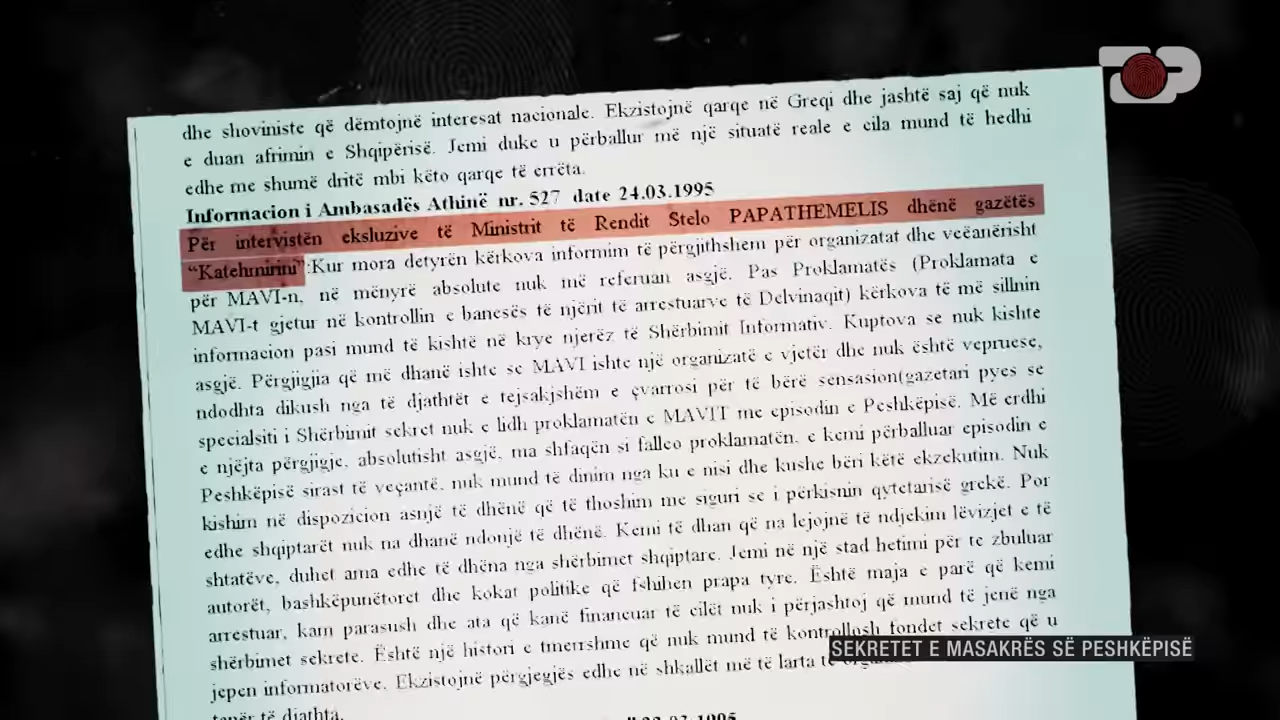 dhe shoviniste që dëmtojnë interesat nacionale. Ekzistojnë qarqe në Greqi dhe jashtë saj që nuk
e duan afrimin e Shqipërisë. Jemi duke u përballur më një situatë reale e cila mund të hedhi
edhe me shumë dritë mbi këto qarqe të errëta.
Informacion i Ambasadës Athinë nr. 527 date 24.03.1995
Për intervistën eksluzive të Ministrit të Rendit Stelo PAPATHEMELIS dhënë gazëtës
“Katehmirini”:Kur mora detyrën kërkova informim të përgjithshem për organizatat dhe veëanërisht
për MAVI-n, në mënyrë absolute nuk më referuan asgje. Pas Proklamatës (Proklamata e
MAVI-t gjetur në kontrollin e banesës të njërit të arrestuarve të Delvinaqit) kërkova të më sillnin
informacion pasi mund të kishtë në krye njerëz të Shërbimit Informativ. Kuptova se nuk kishte
asgjë. Përgjigjia që më dhanë ishte se MAVI ishte një organizatë e vjetër dhe nuk është vepruese,
ndodhta dikush nga të djathtët e tejsakjshëm e çvarrosi për të bërë sensasion(gazetari pyes se
specialsiti i Shërbimit sekret nuk e lidh proklamatën e MAVIT me episodin e Peshkëpisë. Më erdhi
e njëjta përgjigje, absolutisht asgjë, ma shfaqën si falleo proklamatën, e kemi përballuar episodin e
Peshkëpisë sirast të veçantë, nuk mund të dinim nga ku e nisi dhe kushe bëri këtë ekzekutim. Nuk
kishim në dispozicion asnjë të dhënë që të thoshim me siguri se i përkisnin qytetarisë grekë. Por
edhe shqiptarët nuk na dhanë ndonjë të dhënë. Kemi të dhan që na lejojnë të ndjekim lëvizjet e të
shtatëve, duhet ama edhe të dhëna nga shërbimet shqiptare. Jemi në një stad hetimi për te zbuluar
autorët, bashkëpunëtoret dhe kokat politike që fshihen prapa tyre. Është maja e parë që kemi
arrestuar, kam parasush dhe ata që kanë financuar të cilët nuk i përjashtoj që mund të jenë nga
shërbimet sekrete. Është një histori e tmerrshme që nuk mund të kontrollosh fondet sekrete që u
jepen informatorëve. Ekzistojnë përgjegjës edhe në shkallët më të larta të
tanër të djathta.
SEKRETET E MASAKRËS SË PESHKËPISË